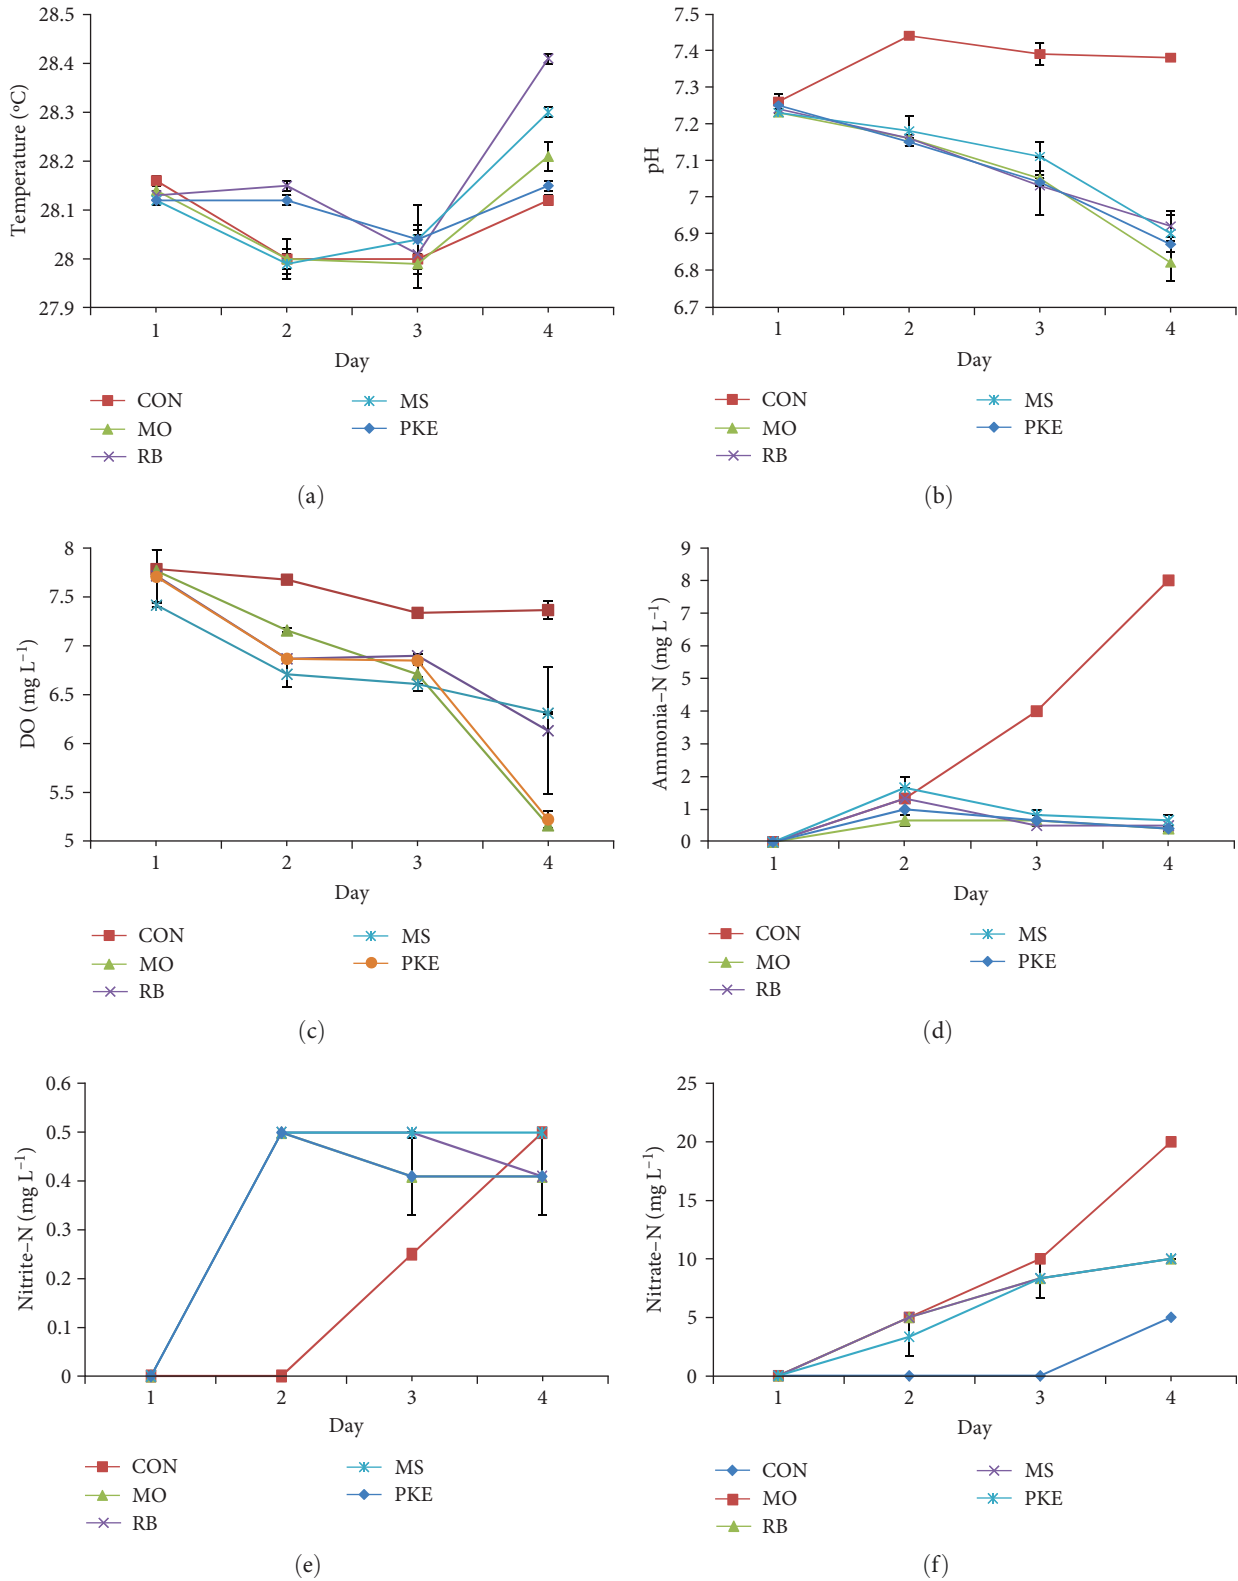 28.5
28.4
28.3
28.2
28.1
28
27.9
Temperature (°C)
1 2 3 4
Day
CON
MO
RB
MS
PKE
(a)
7.5
7.4
7.3
7.2
7.1
7
6.9
6.8
6.7
pH
1 2 3 4
Day
CON
MO
RB
MS
PKE
(b)
8
7.5
7
6.5
6
5.5
5
DO (mg L⁻¹)
1 2 3 4
Day
CON
MO
RB
MS
PKE
(c)
9
8
7
6
5
4
3
2
1
0
Ammonia–N (mg L⁻¹)
1 2 3 4
Day
CON
MO
RB
MS
PKE
(d)
0.6
0.5
0.4
0.3
0.2
0.1
0
Nitrite–N (mg L⁻¹)
1 2 3 4
Day
CON
MO
RB
MS
PKE
(e)
25
20
15
10
5
0
Nitrate–N (mg L⁻¹)
1 2 3 4
Day
CON
MO
RB
MS
PKE
(f)